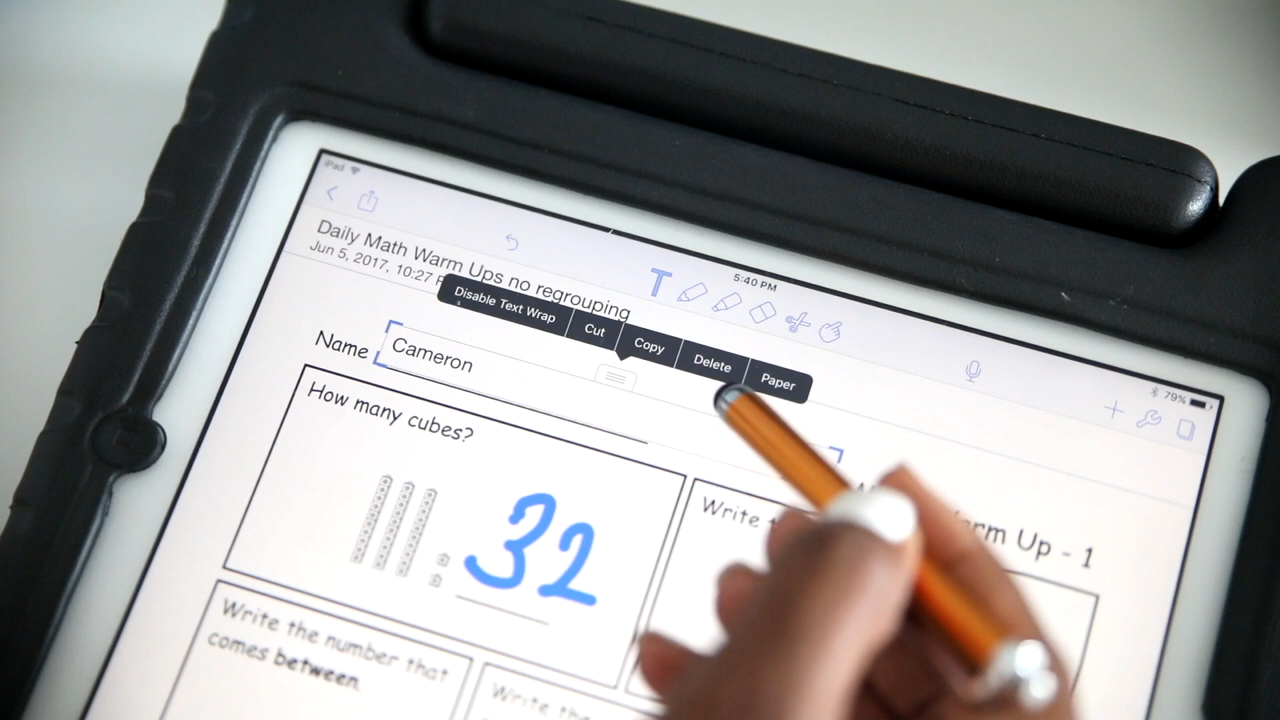 iPad
5:40 PM
79%
Daily Math Warm Ups no regrouping
Jun 5, 2017, 10:27
T
Disable Text Wrap Cut Copy Delete Paper
Name Cameron
Up - 1
How many cubes?
32
Write
Write the number that
comes between.
Write the